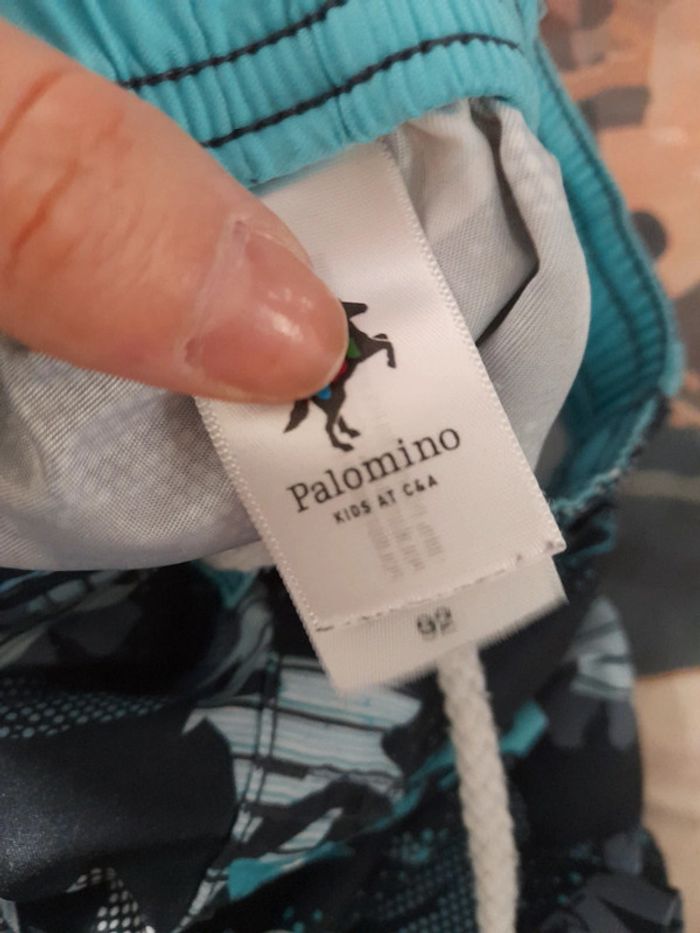 Palomino
KIDS AT C&A
92